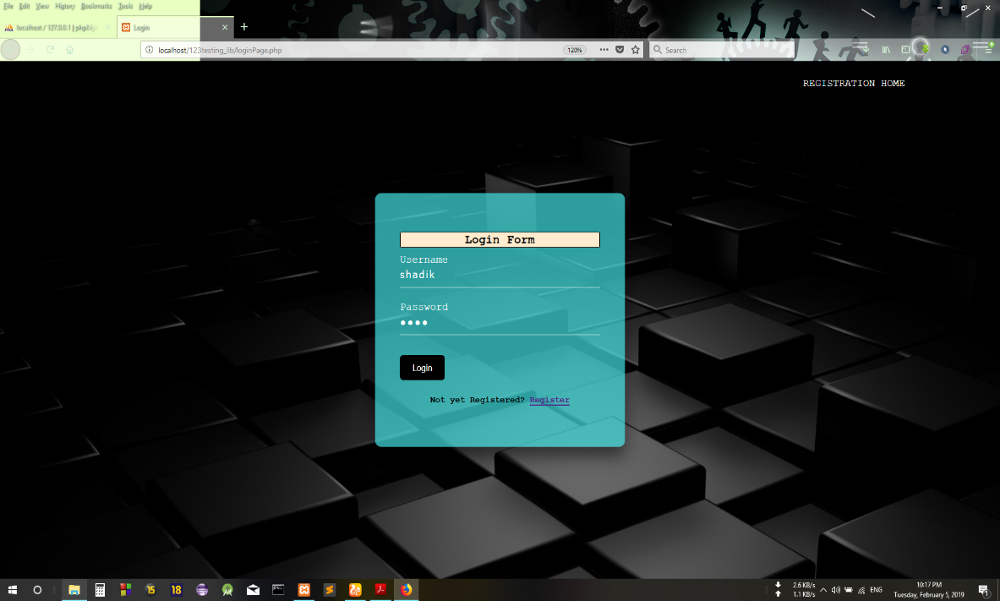 File Edit View History Bookmarks Tools Help
localhost / 127.0.0.1 | phpMy
Login
localhost/123testing_lib/loginPage.php
120%
Search
REGISTRATION HOME
Login Form
Username
shadik
Password
Login
Not yet Registered? Register
15
18
2.6 KB/s
1.1 KB/s
ENG
10:17 PM
Tuesday, February 5, 2019
1